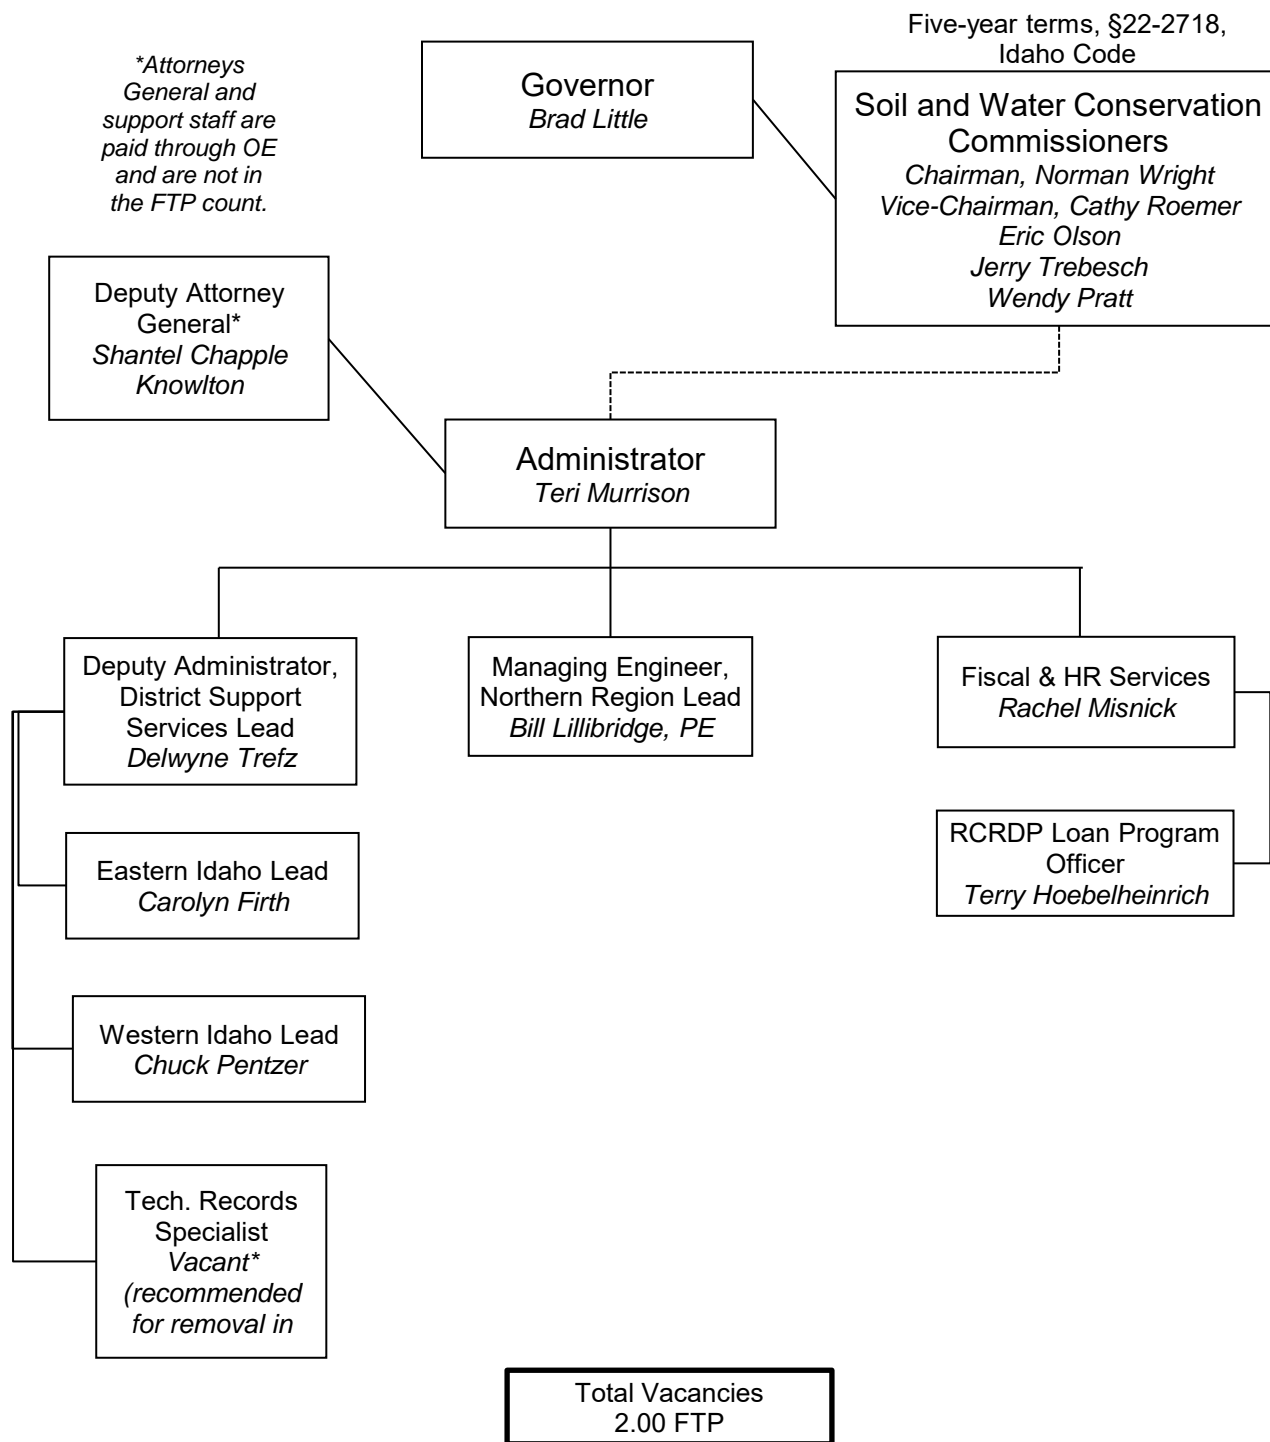 Five-year terms, §22-2718,
Idaho Code
*Attorneys
General and
support staff are
paid through OE
and are not in
the FTP count.
Governor
Brad Little
Soil and Water Conservation
Commissioners
Chairman, Norman Wright
Vice-Chairman, Cathy Roemer
Eric Olson
Jerry Trebesch
Wendy Pratt
Deputy Attorney
General*
Shantel Chapple
Knowlton
Administrator
Teri Murrison
Deputy Administrator,
District Support
Services Lead
Delwyne Trefz
Managing Engineer,
Northern Region Lead
Bill Lillibridge, PE
Fiscal & HR Services
Rachel Misnick
Eastern Idaho Lead
Carolyn Firth
RCRDP Loan Program
Officer
Terry Hoebelheinrich
Western Idaho Lead
Chuck Pentzer
Tech. Records
Specialist
Vacant*
(recommended
for removal in
Total Vacancies
2.00 FTP